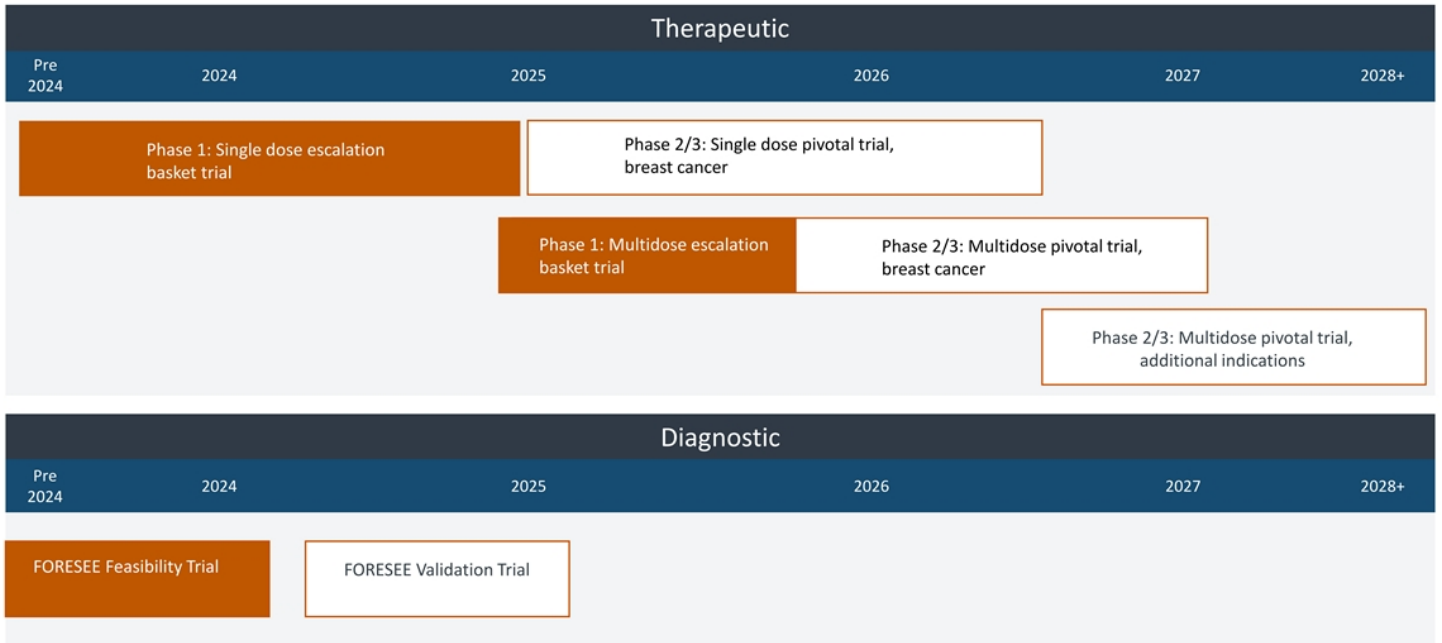 Therapeutic
Pre
2024
2024
2025
2026
2027
2028+
Phase 1: Single dose escalation
basket trial
Phase 2/3: Single dose pivotal trial,
breast cancer
Phase 1: Multidose escalation
basket trial
Phase 2/3: Multidose pivotal trial,
breast cancer
Phase 2/3: Multidose pivotal trial,
additional indications
Diagnostic
Pre
2024
2024
2025
2026
2027
2028+
FORESEE Feasibility Trial
FORESEE Validation Trial